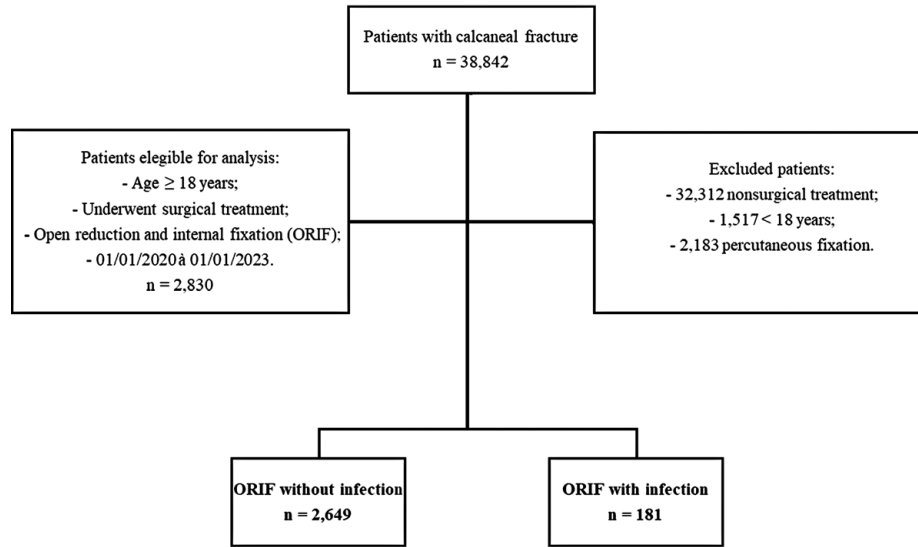 Patients with calcaneal fracture
n = 38,842
Patients elegible for analysis:
- Age ≥ 18 years;
- Underwent surgical treatment;
- Open reduction and internal fixation (ORIF);
- 01/01/2020 à 01/01/2023.
n = 2,830
Excluded patients:
- 32,312 nonsurgical treatment;
- 1,517 < 18 years;
- 2,183 percutaneous fixation.
ORIF without infection
n = 2,649
ORIF with infection
n = 181